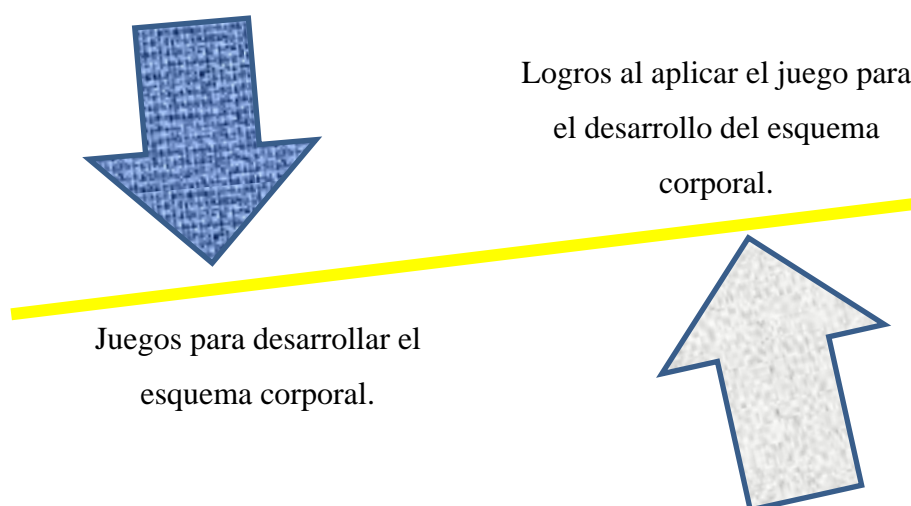 Logros al aplicar el juego para
el desarrollo del esquema
corporal.
Juegos para desarrollar el
esquema corporal.